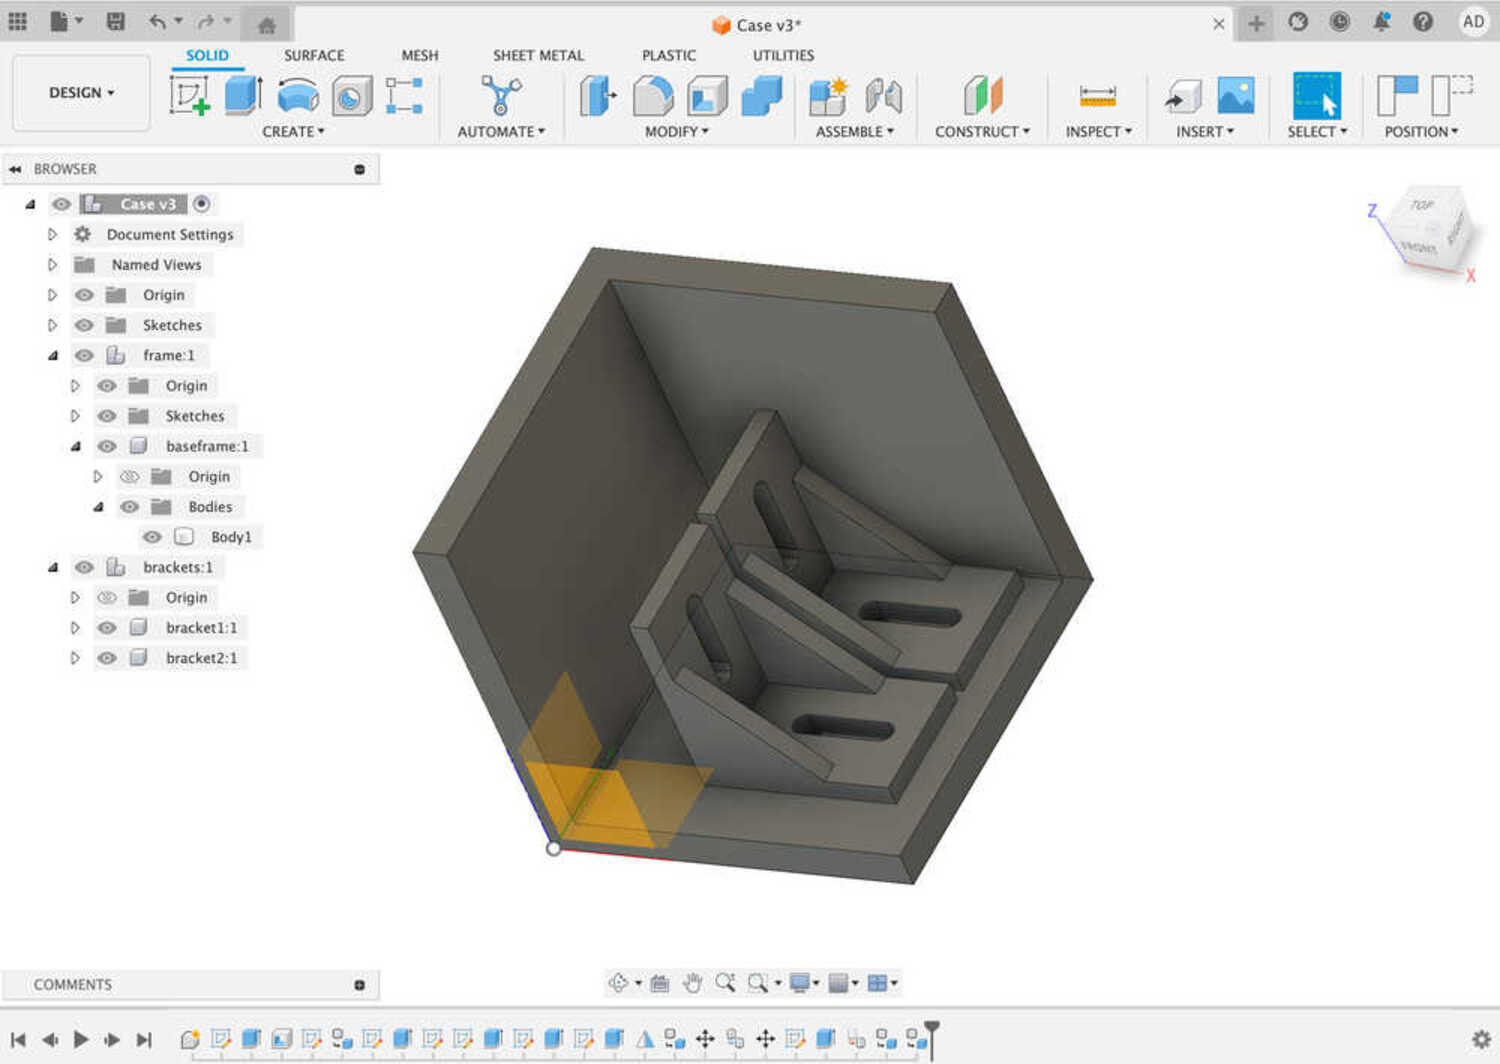 Case v3*
AD
SOLID
SURFACE
MESH
SHEET METAL
PLASTIC
UTILITIES
DESIGN
CREATE
AUTOMATE
MODIFY
ASSEMBLE
CONSTRUCT
INSPECT
INSERT
SELECT
POSITION
BROWSER
Case v3
Document Settings
Named Views
Origin
Sketches
frame:1
Origin
Sketches
baseframe:1
Origin
Bodies
Body1
brackets:1
Origin
bracket1:1
bracket2:1
TOP
FRONT
RIGHT
Z
X
COMMENTS